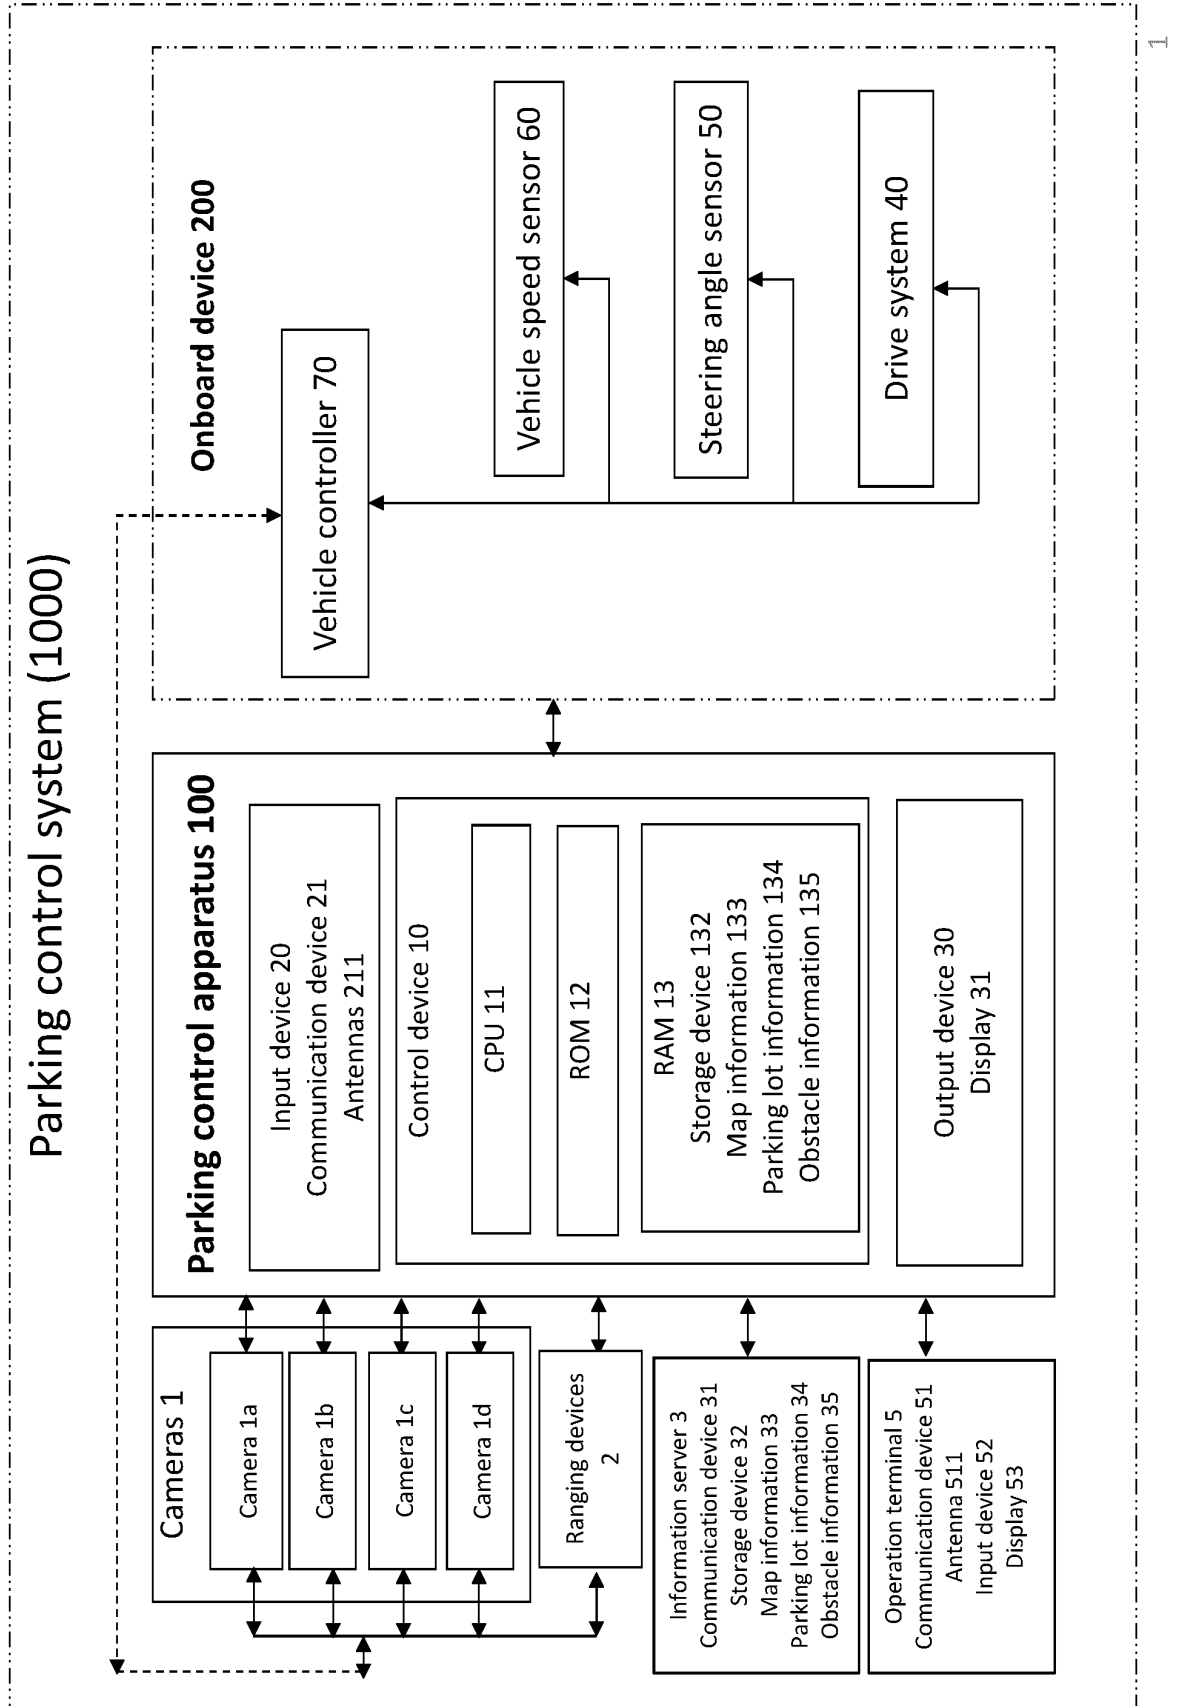 Parking control system (1000)
Cameras 1
Camera 1a
Camera 1b
Camera 1c
Camera 1d
Ranging devices
2
Information server 3
Communication device 31
Storage device 32
Map information 33
Parking lot information 34
Obstacle information 35
Operation terminal 5
Communication device 51
Antenna 511
Input device 52
Display 53
Parking control apparatus 100
Input device 20
Communication device 21
Antennas 211
Control device 10
CPU 11
ROM 12
RAM 13
Storage device 132
Map information 133
Parking lot information 134
Obstacle information 135
Output device 30
Display 31
Onboard device 200
Vehicle controller 70
Vehicle speed sensor 60
Steering angle sensor 50
Drive system 40
1